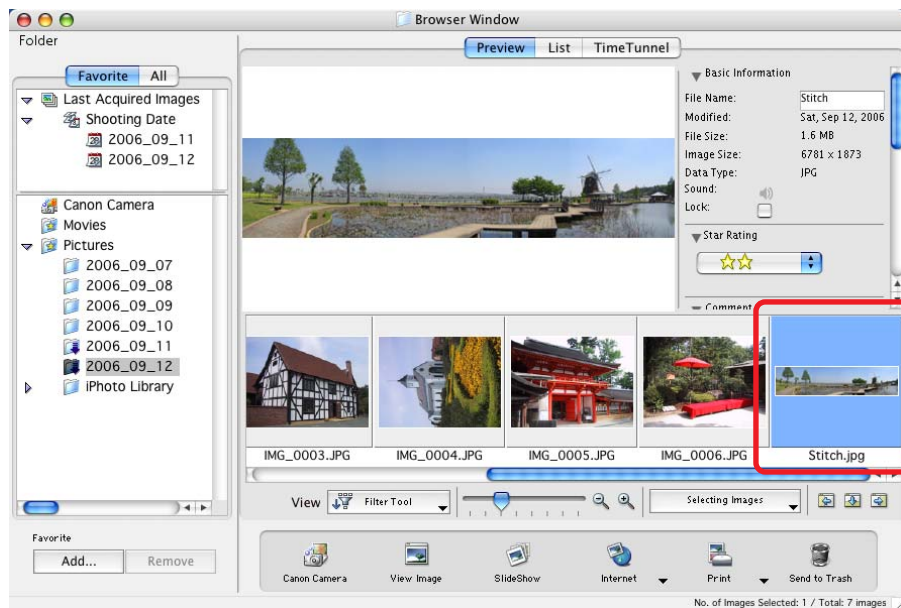 Browser Window
Folder
Preview List TimeTunnel
Favorite All
Last Acquired Images
Shooting Date
2006_09_11
2006_09_12
Canon Camera
Movies
Pictures
2006_09_07
2006_09_08
2006_09_09
2006_09_10
2006_09_11
2006_09_12
iPhoto Library
Favorite
Add... Remove
Basic Information
File Name: Stitch
Modified: Sat, Sep 12, 2006
File Size: 1.6 MB
Image Size: 6781 x 1873
Data Type: JPG
Sound:
Lock:
Star Rating
Comment
IMG_0003.JPG IMG_0004.JPG IMG_0005.JPG IMG_0006.JPG Stitch.jpg
View Filter Tool Selecting Images
Canon Camera View Image SlideShow Internet Print Send to Trash
No. of Images Selected: 1 / Total: 7 images